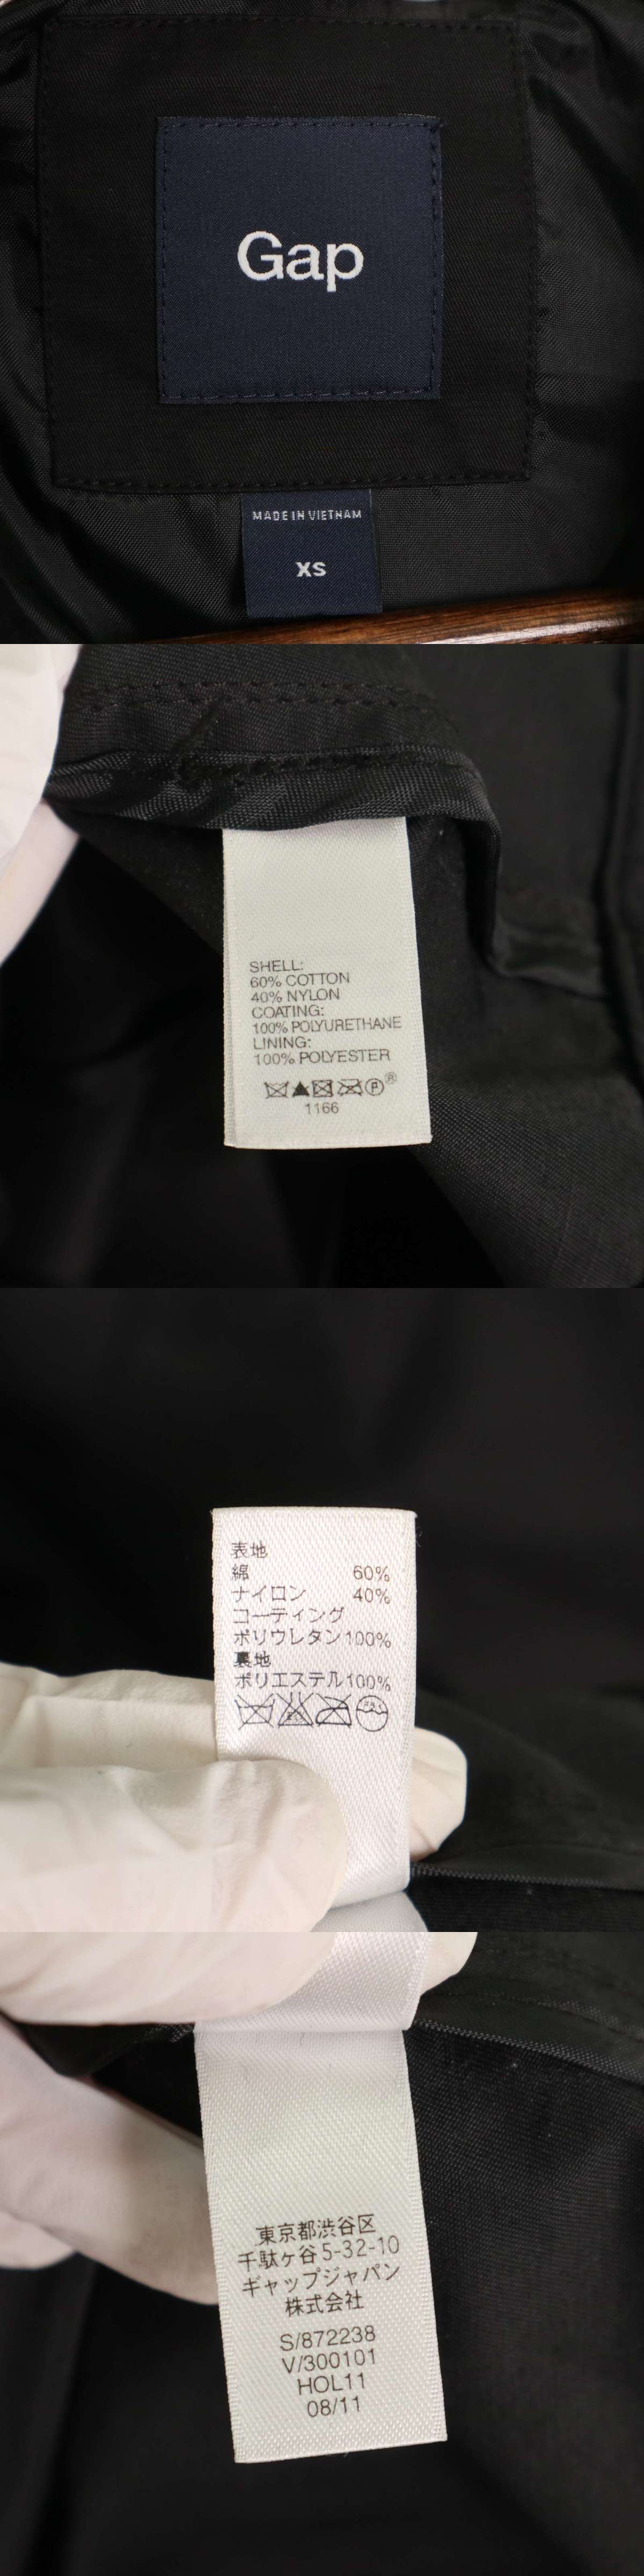 Gap
MADE IN VIETNAM
XS
SHELL:
60% COTTON
40% NYLON
COATING:
100% POLYURETHANE
LINING:
100% POLYESTER
P®
1166
表地
綿 60%
ナイロン 40%
コーティング
ポリウレタン100%
裏地
ポリエステル100%
東京都渋谷区
千駄ヶ谷5-32-10
ギャップジャパン
株式会社
S/872238
V/300101
HOL11
08/11